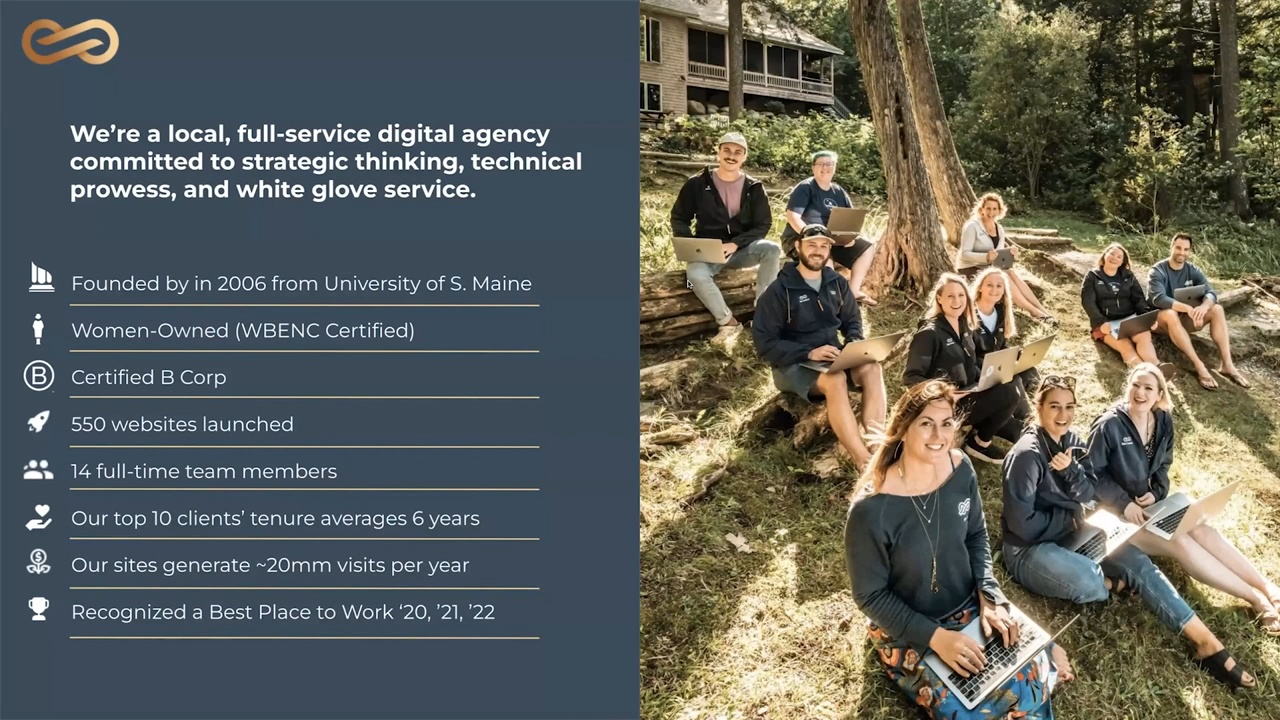 We’re a local, full-service digital agency
committed to strategic thinking, technical
prowess, and white glove service.
Founded by in 2006 from University of S. Maine
Women-Owned (WBENC Certified)
B
Certified B Corp
550 websites launched
14 full-time team members
Our top 10 clients’ tenure averages 6 years
$
Our sites generate ~20mm visits per year
Recognized a Best Place to Work ‘20, ’21, ’22